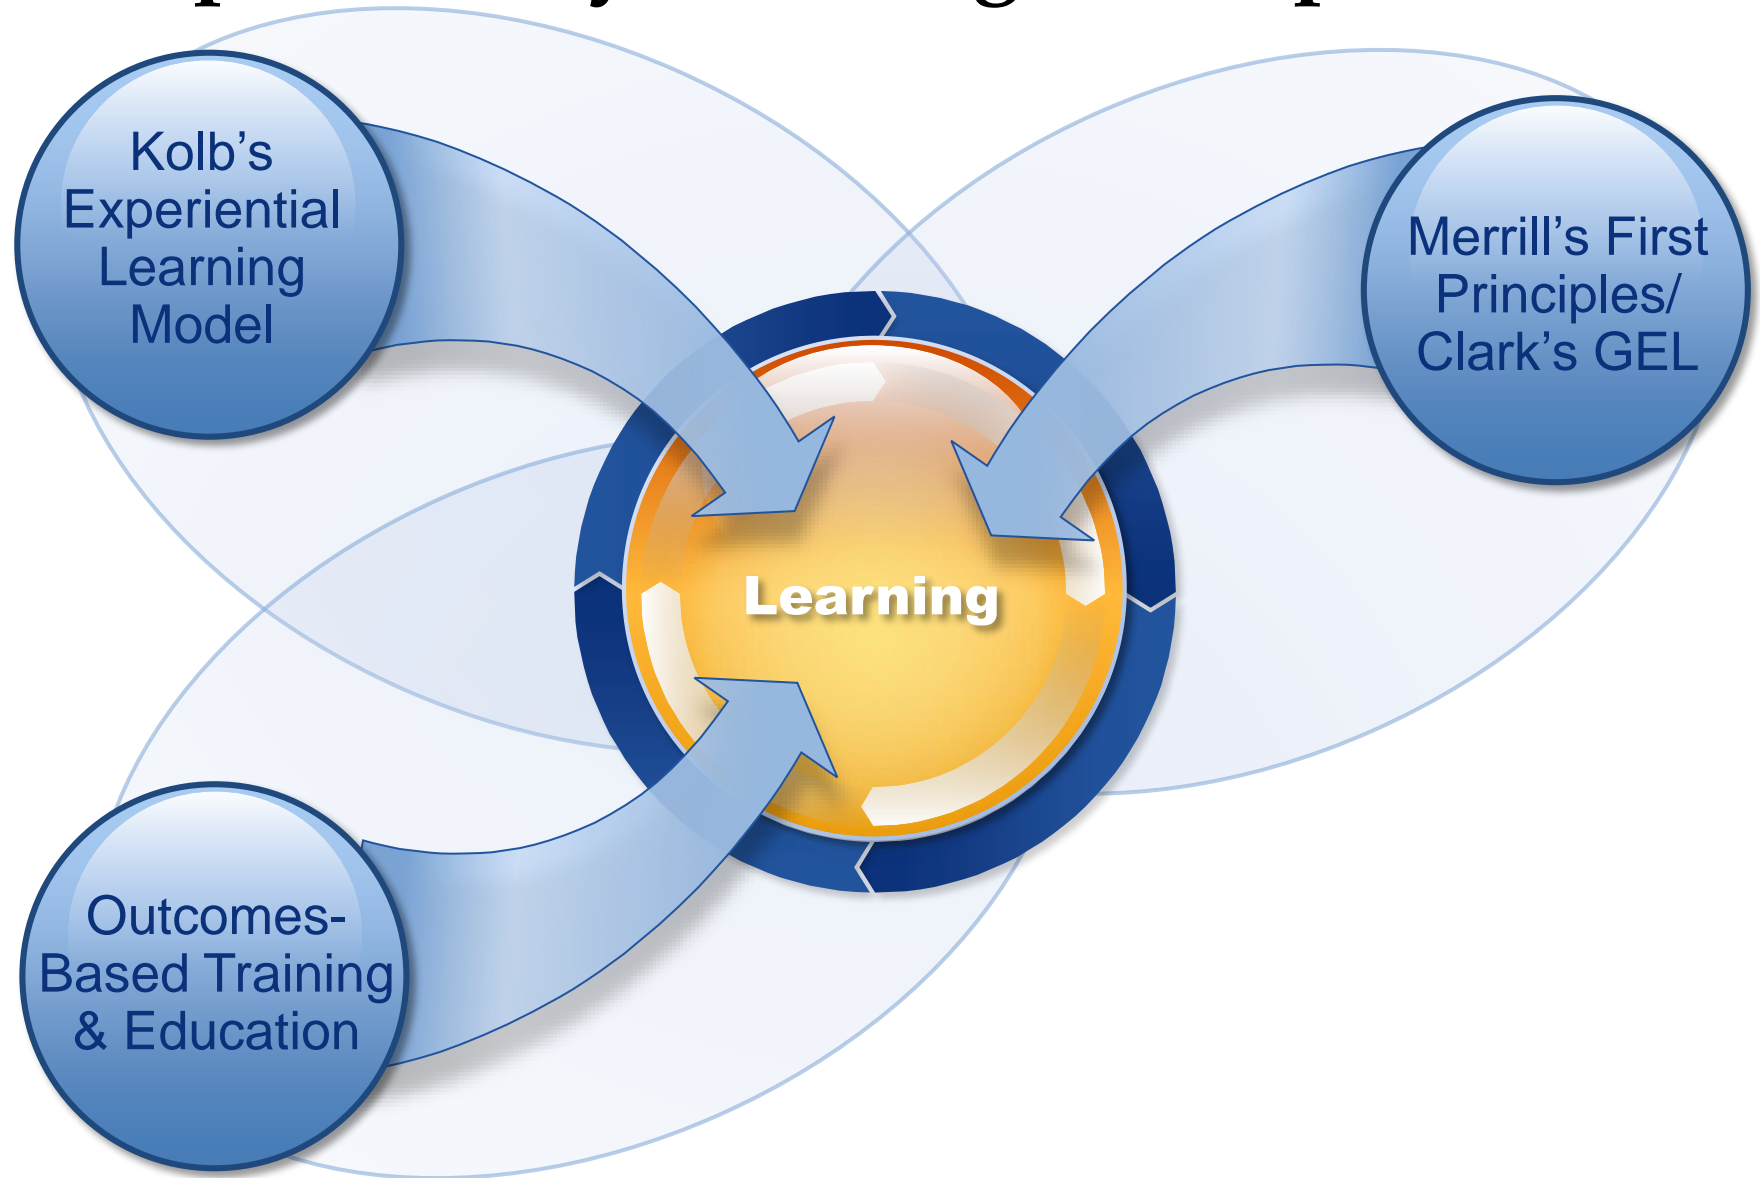 Kolb’s
Experiential
Learning
Model
Merrill’s First
Principles/
Clark’s GEL
Learning
Outcomes-
Based Training
& Education